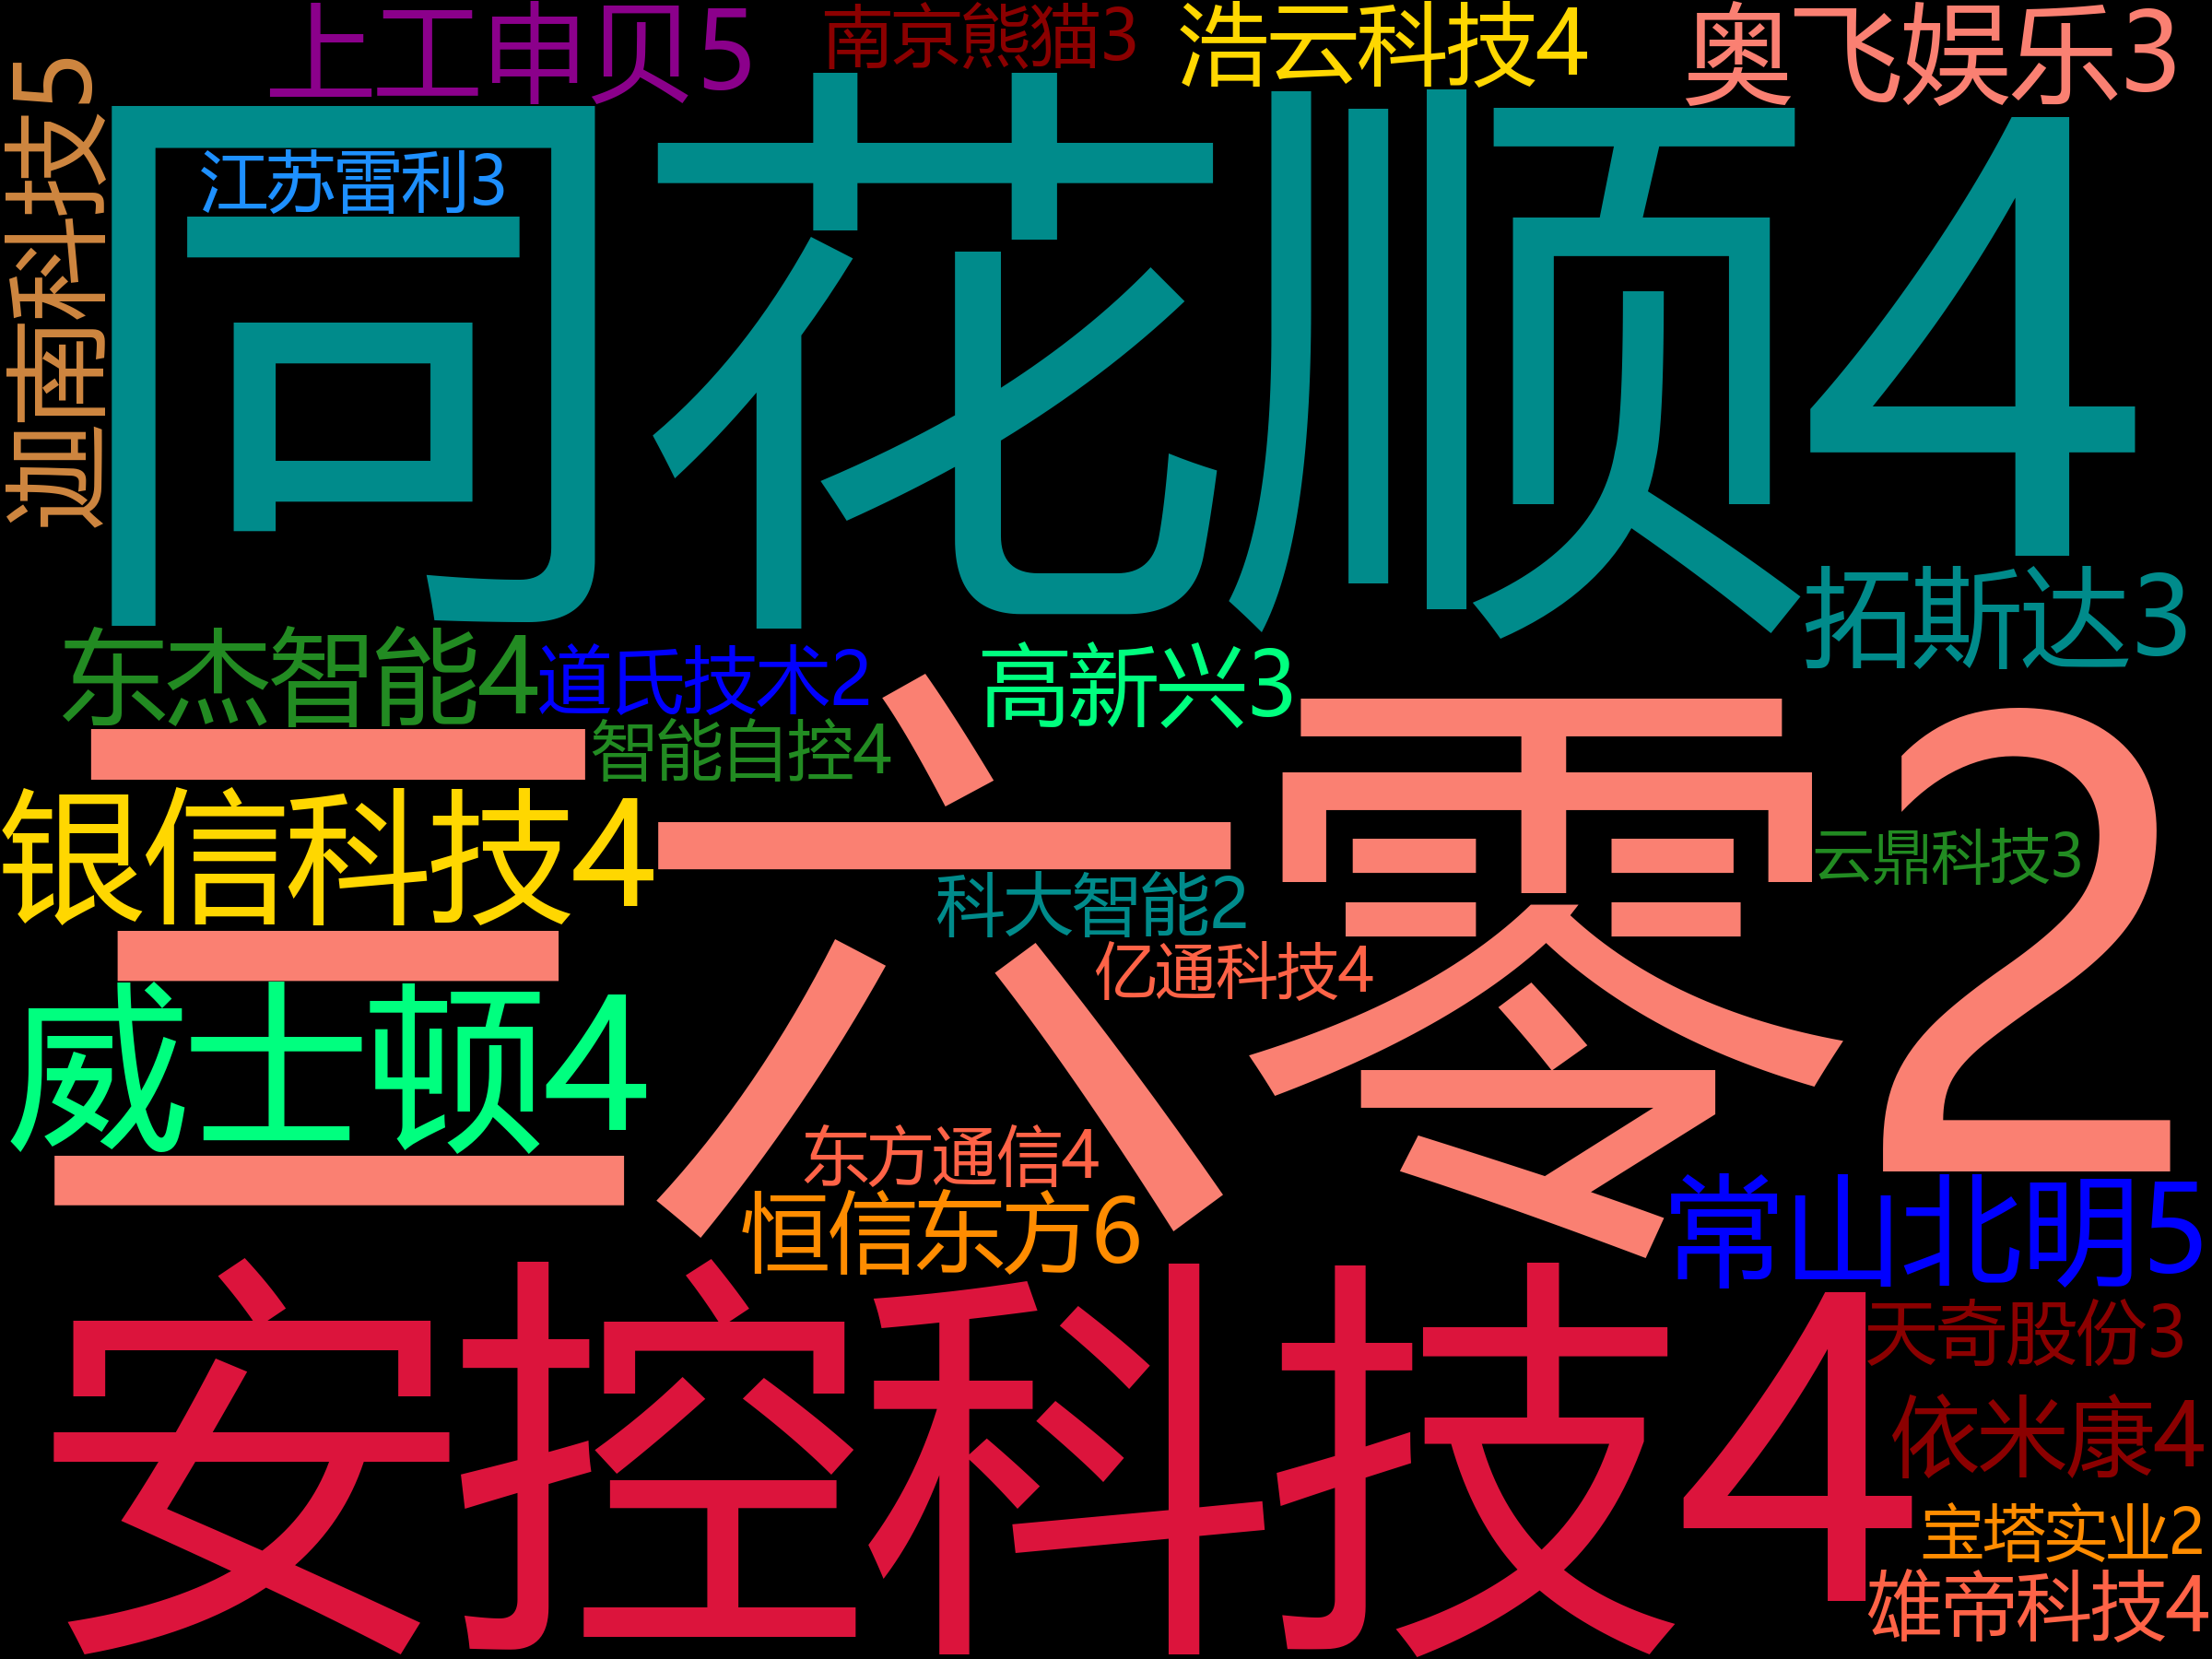 上工申贝5
南京熊猫3
浩云科技4
奥飞娱乐3
迦南科技5
同花顺4
江苏雷利3
拓斯达3
东杰智能4
道氏技术2
高新兴3
智能自控4
三六零2
银信科技4
云鼎科技3
科大智能2
亿通科技4
威士顿4
东方通信4
恒信东方6
常山北明5
安控科技4
天奇股份3
依米康4
宝塔实业2
雄帝科技4